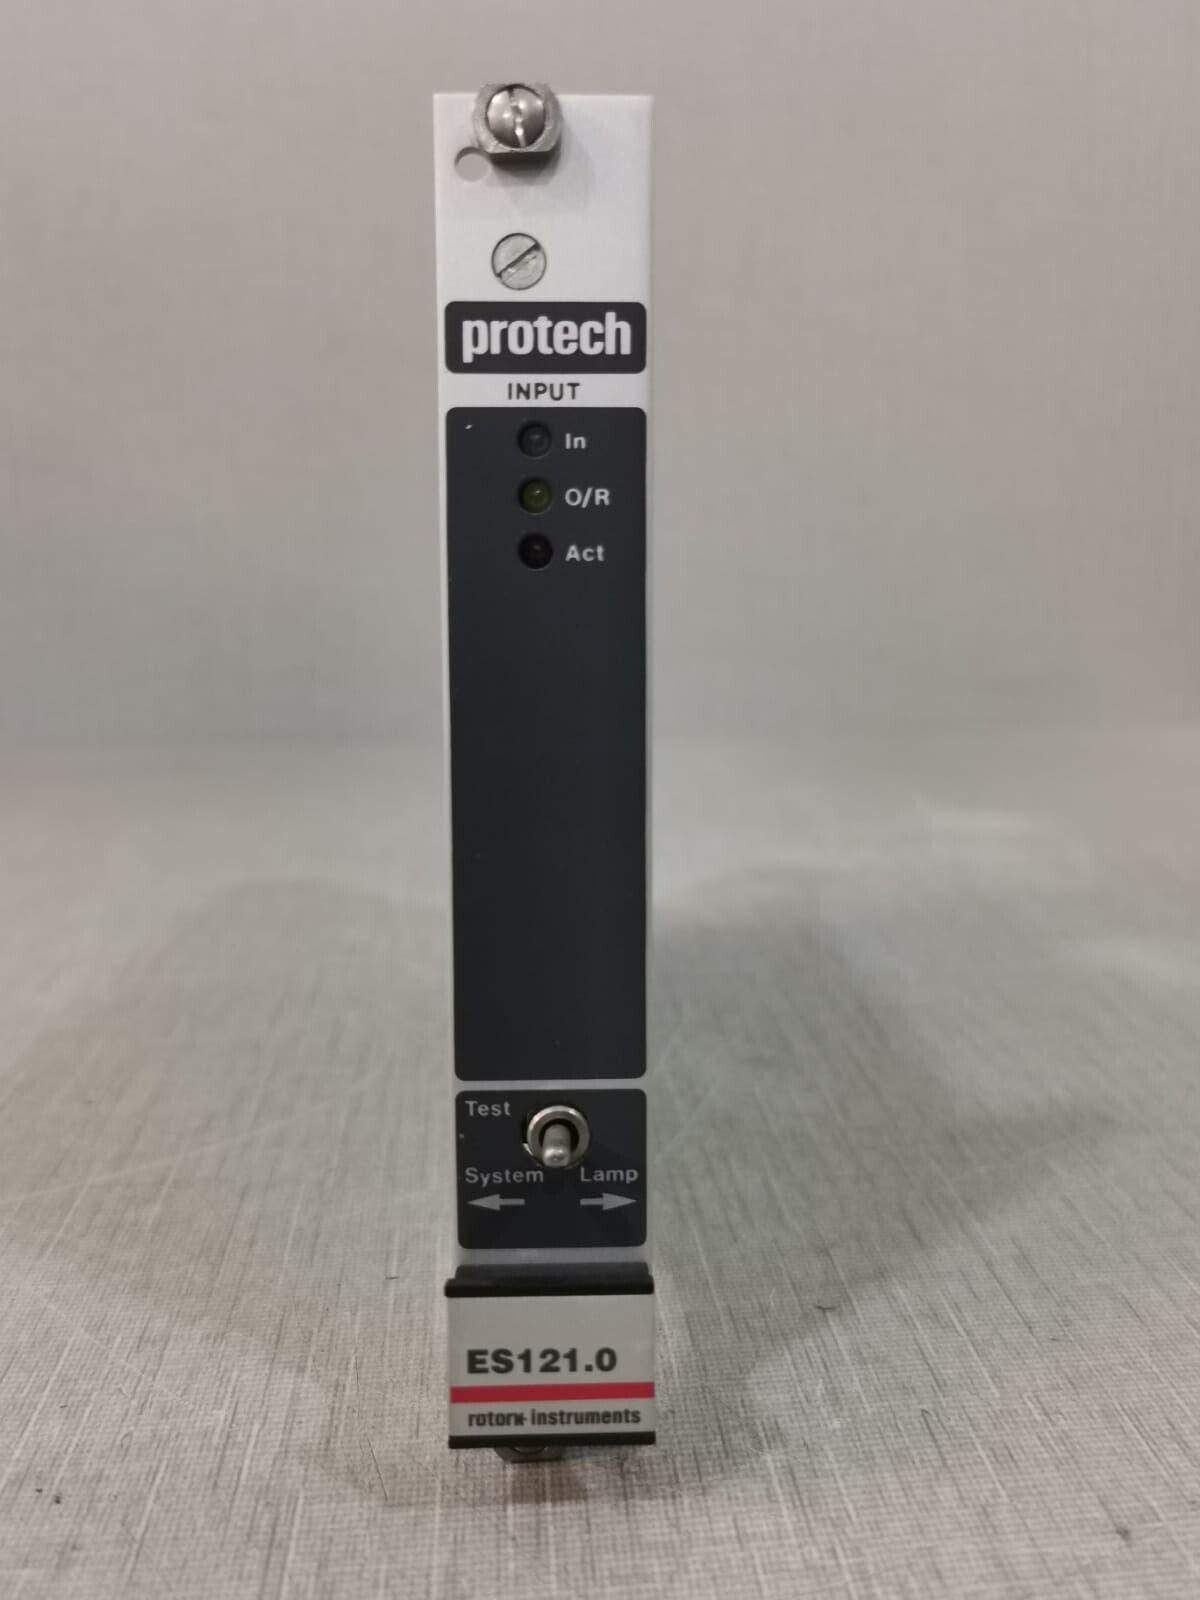 protech
INPUT
In
O/R
Act
Test
System Lamp
ES121.0
rotork instruments